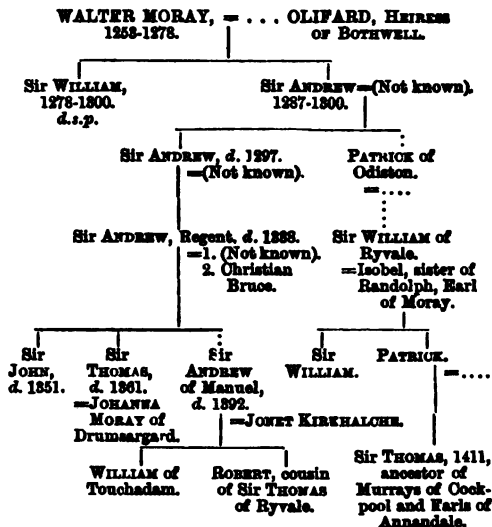 WALTER MORAY, = . . . OLIFARD, HEIRESS
1253-1278. OF BOTHWELL.
Sir WILLIAM, Sir ANDREW=(Not known).
1278-1300. 1287-1300.
d.s.p.
Sir ANDREW, d. 1297. PATRICK of
=(Not known). Odiston.
= . . . .
Sir ANDREW, Regent, d. 1338. Sir WILLIAM of
=1. (Not known) Ryvale.
2. Christian =Isobel, sister of
Bruce. Randolph, Earl
of Moray.
Sir Sir Sir Sir PATRICK.
JOHN, THOMAS, ANDREW WILLIAM. = . . . .
d. 1351. d. 1361. of Manuel,
=JOHANNA d. 1392.
MORAY of =JONET KIRKHALCHE.
Drumsargard.
WILLIAM of ROBERT, cousin Sir THOMAS, 1411,
Touchadam. of Sir THOMAS ancestor of
of Ryvale. Murrays of Cock-
pool and Earls of
Annandale.